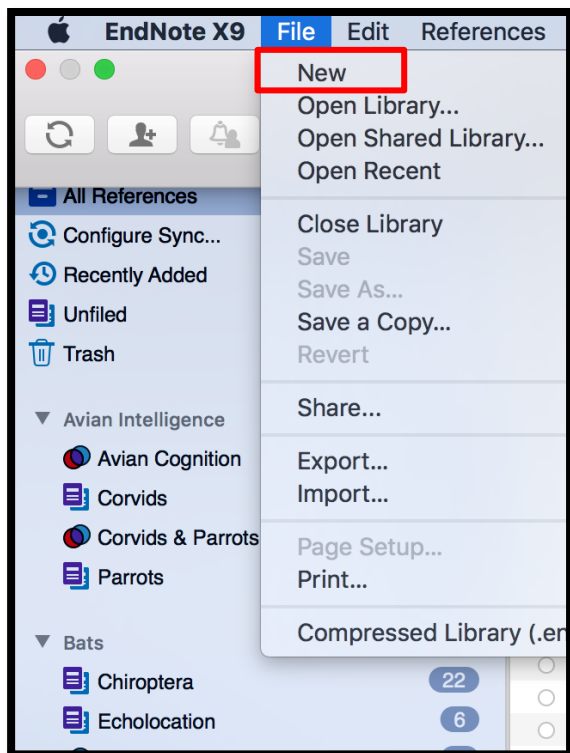 EndNote X9 File Edit References
New
Open Library...
Open Shared Library...
Open Recent
Close Library
Save
Save As...
Save a Copy...
Revert
Share...
Export...
Import...
Page Setup...
Print...
Compressed Library (.en
All References
Configure Sync...
Recently Added
Unfiled
Trash
Avian Intelligence
Avian Cognition
Corvids
Corvids & Parrots
Parrots
Bats
Chiroptera 22
Echolocation 6